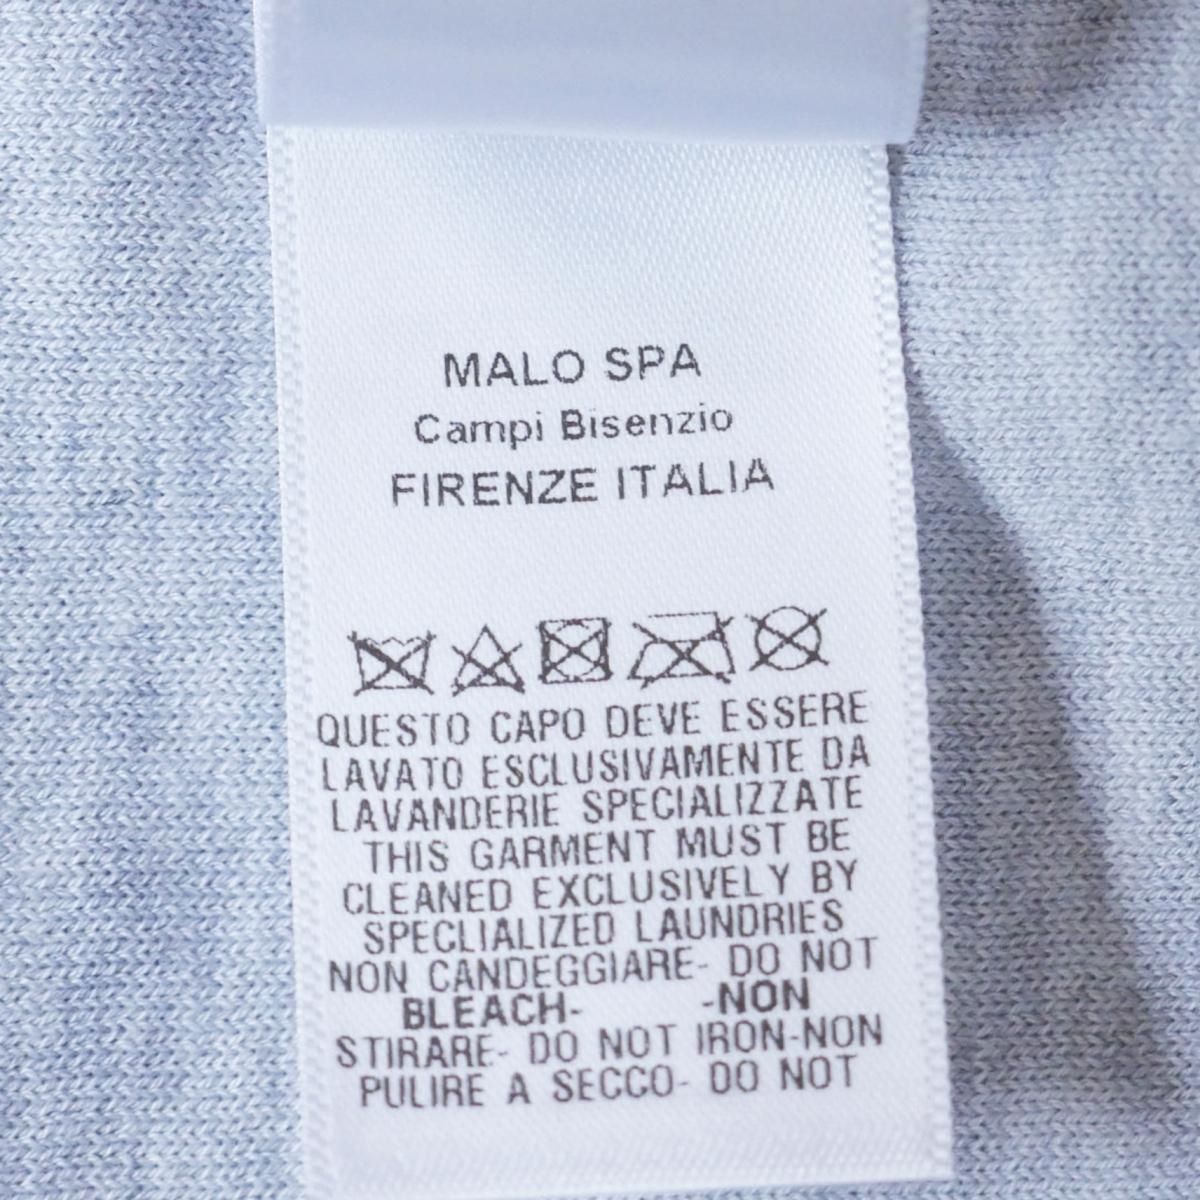 MALO SPA
Campi Bisenzio
FIRENZE ITALIA
QUESTO CAPO DEVE ESSERE
LAVATO ESCLUSIVAMENTE DA
LAVANDERIE SPECIALIZZATE
THIS GARMENT MUST BE
CLEANED EXCLUSIVELY BY
SPECLIALIZED LAUNDRIES
NON CANDEGGIARE- DO NOT
BLEACH- -NON
STIRARE- DO NOT IRON-NON
PULIRE A SECCO- DO NOT